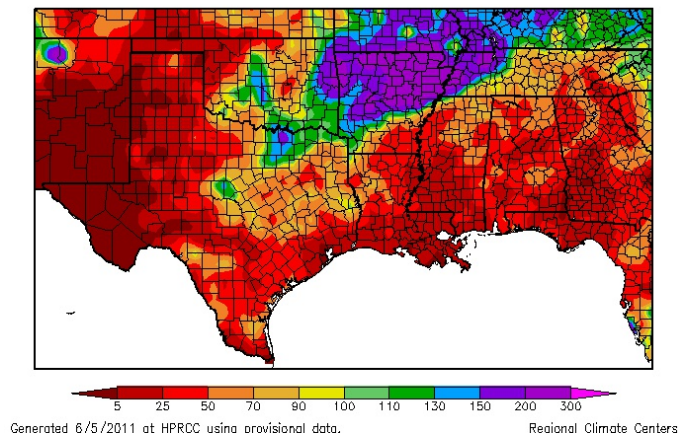 5 25 50 70 90 100 110 130 150 200 300
Generated 6/5/2011 at HPRCC using provisional data.
Regional Climate Centers